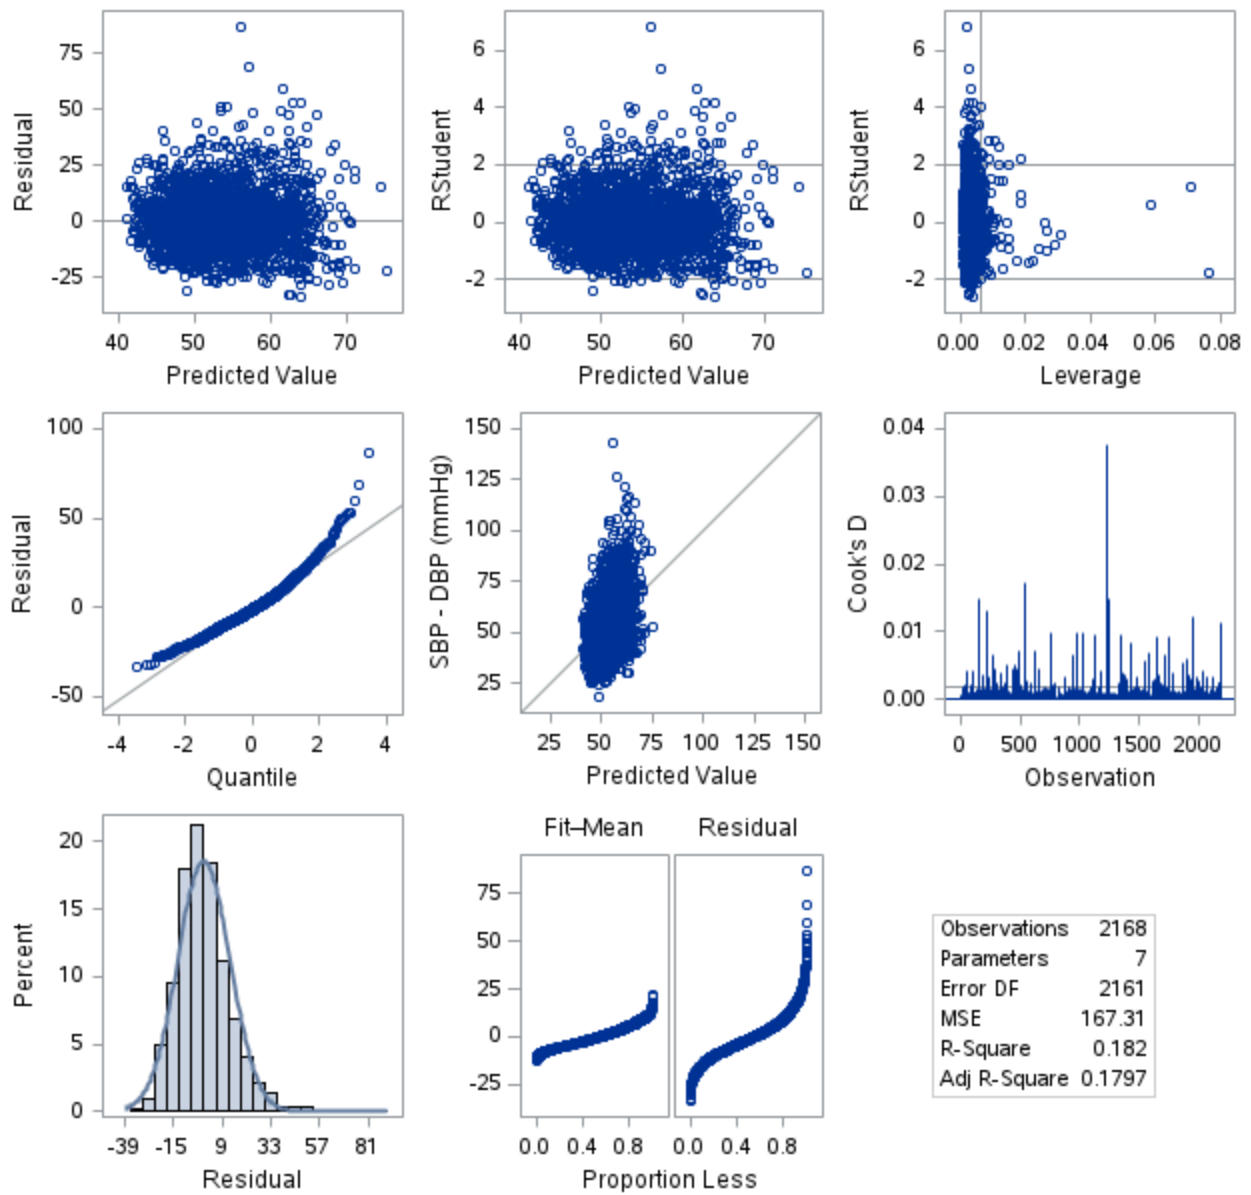 Residual
75
50
25
0
-25
40 50 60 70
Predicted Value
RStudent
6
4
2
0
-2
40 50 60 70
Predicted Value
RStudent
6
4
2
0
-2
0.00 0.02 0.04 0.06 0.08
Leverage
Residual
100
50
0
-50
-4 -2 0 2 4
Quantile
SBP - DBP (mmHg)
150
125
100
75
50
25
25 50 75 100 125 150
Predicted Value
Cook's D
0.04
0.03
0.02
0.01
0.00
0 500 1000 1500 2000
Observation
Percent
20
15
10
5
0
-39 -15 9 33 57 81
Residual
Fit–Mean Residual
75
50
25
0
-25
0.0 0.4 0.8 0.0 0.4 0.8
Proportion Less
Observations 2168
Parameters 7
Error DF 2161
MSE 167.31
R-Square 0.182
Adj R-Square 0.1797